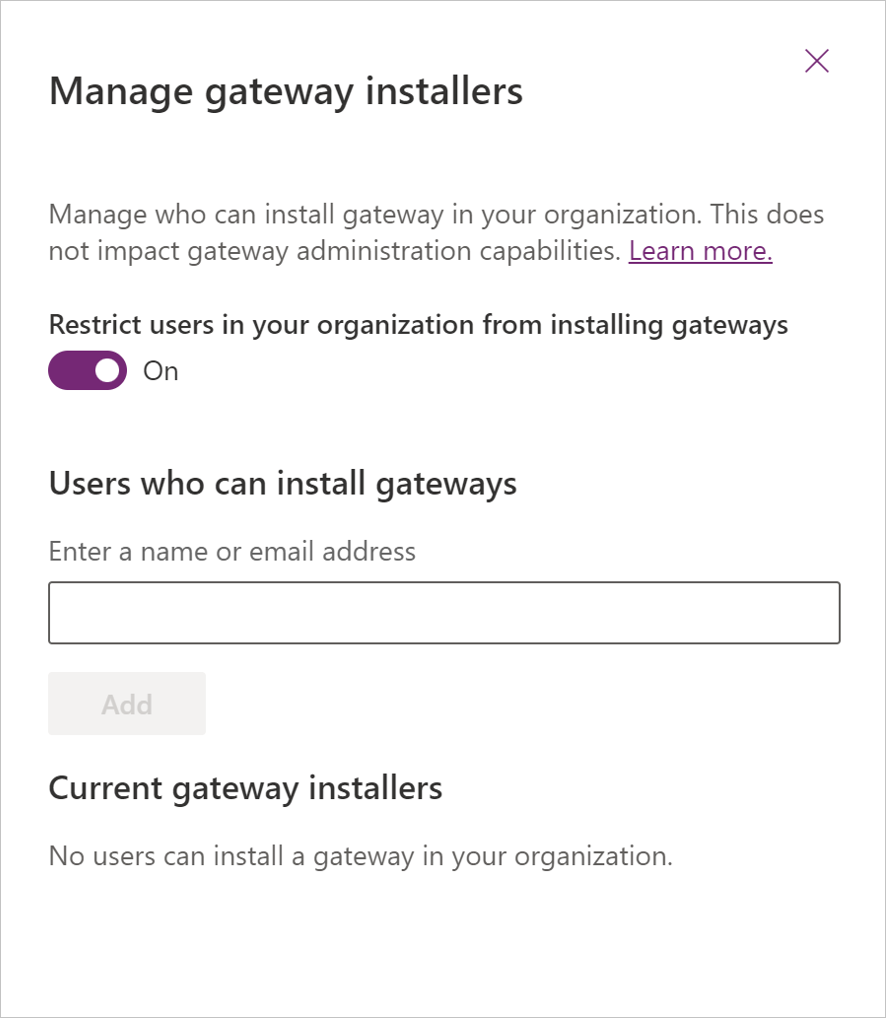 Manage gateway installers
Manage who can install gateway in your organization. This does
not impact gateway administration capabilities. Learn more.
Restrict users in your organization from installing gateways
On
Users who can install gateways
Enter a name or email address
Add
Current gateway installers
No users can install a gateway in your organization.